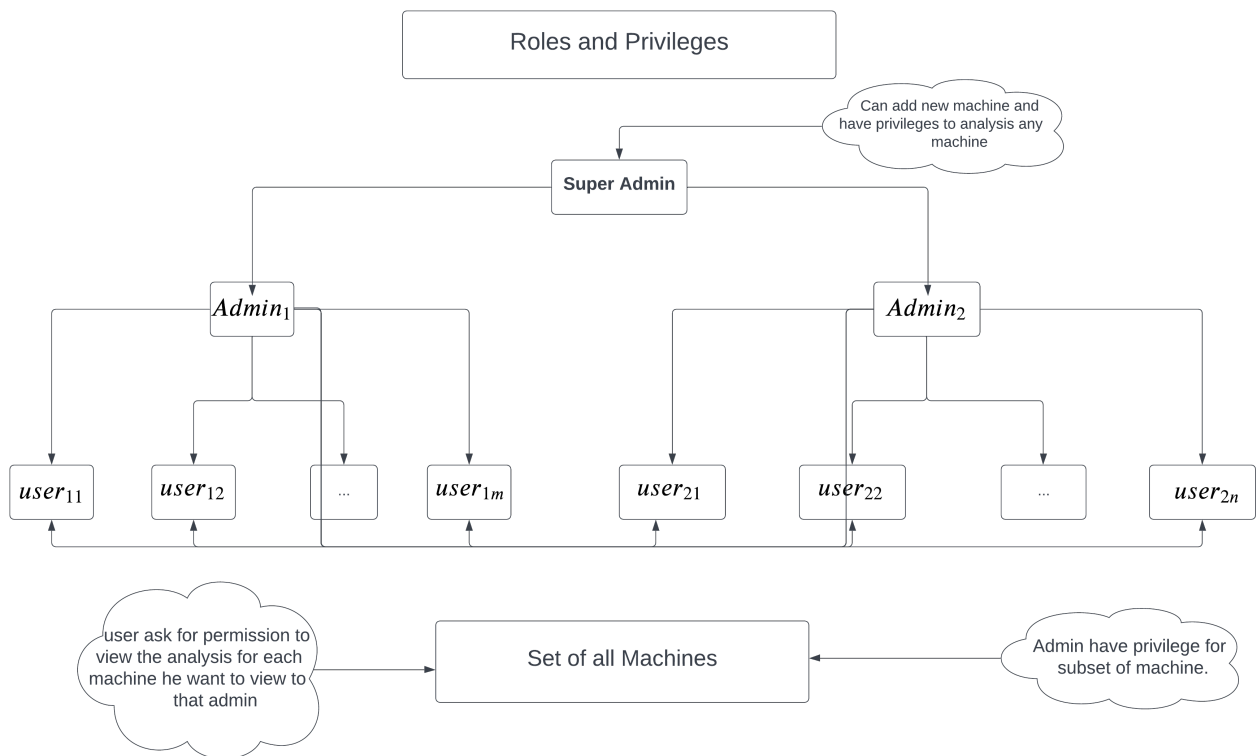 Roles and Privileges
Can add new machine and
have privileges to analysis any
machine
Super Admin
Admin₁
Admin₂
user₁₁
user₁₂
...
user₁ₘ
user₂₁
user₂₂
...
user₂ₙ
user ask for permission to
view the analysis for each
machine he want to view to
that admin
Set of all Machines
Admin have privilege for
subset of machine.